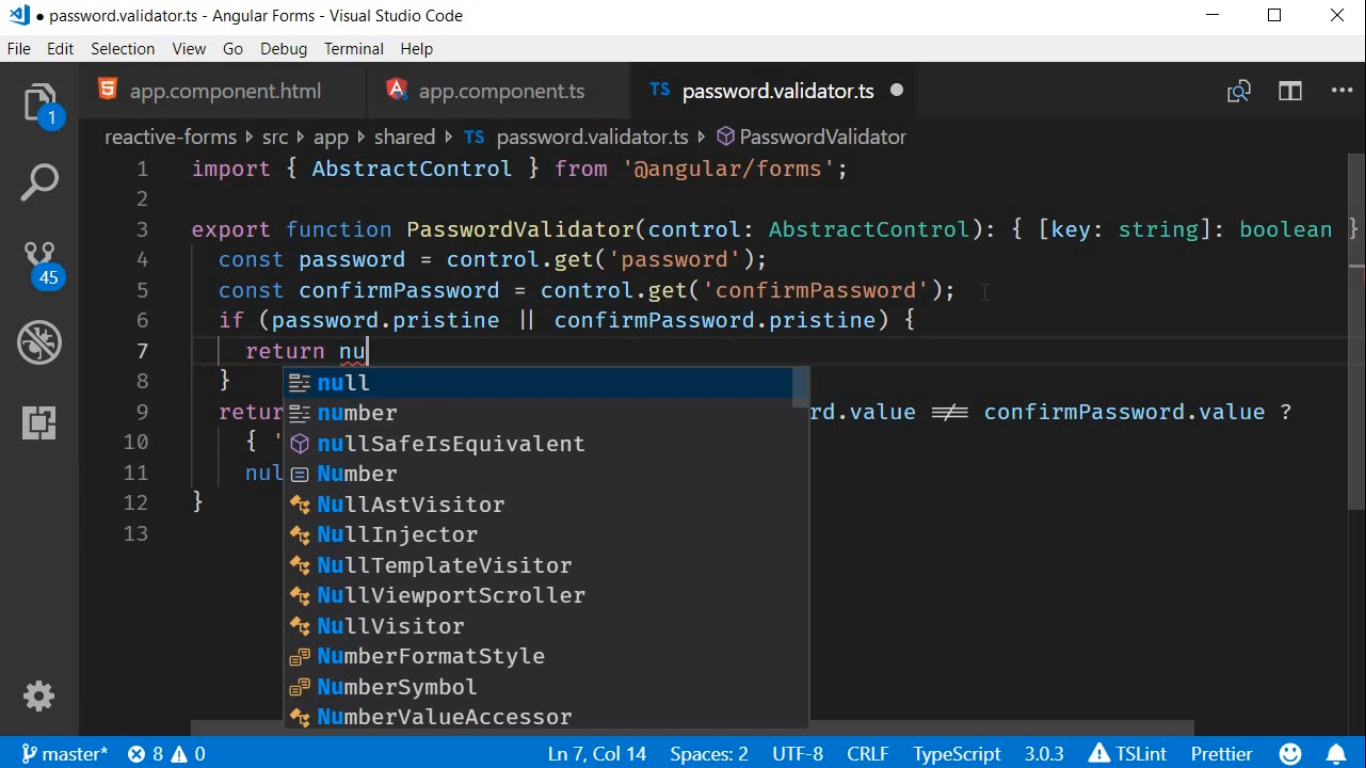 password.validator.ts - Angular Forms - Visual Studio Code
File Edit Selection View Go Debug Terminal Help
1 app.component.html app.component.ts TS password.validator.ts
reactive-forms src app shared TS password.validator.ts PasswordValidator
1 import { AbstractControl } from '@angular/forms';
2
3 export function PasswordValidator(control: AbstractControl): { [key: string]: boolean }
45
4 const password = control.get('password');
5 const confirmPassword = control.get('confirmPassword');
6 if (password.pristine || confirmPassword.pristine) {
7 return nu
8 }
null
9 retur rd.value !== confirmPassword.value ?
number
10 { '
nullSafeIsEquivalent
11 nul
Number
12 }
NullAstVisitor
13
NullInjector
NullTemplateVisitor
NullViewportScroller
NullVisitor
NumberFormatStyle
NumberSymbol
NumberValueAccessor
master* 8 0 Ln 7, Col 14 Spaces: 2 UTF-8 CRLF TypeScript 3.0.3 TSLint Prettier